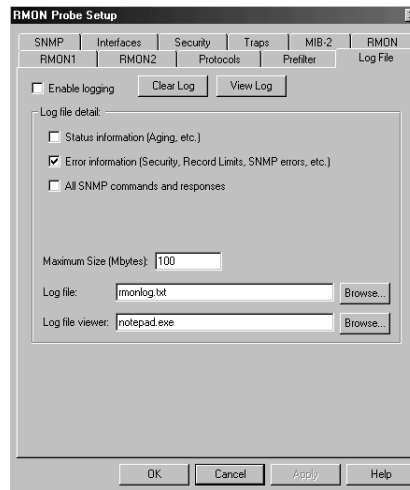 RMON Probe Setup
SNMP Interfaces Security Traps MIB-2 RMON
RMON1 RMON2 Protocols Prefilter Log File
Enable logging Clear Log View Log
Log file detail:
Status information (Aging, etc.)
Error information (Security, Record Limits, SNMP errors, etc.)
All SNMP commands and responses
Maximum Size (Mbytes): 100
Log file: rmonlog.txt Browse...
Log file viewer: notepad.exe Browse...
OK Cancel Apply Help